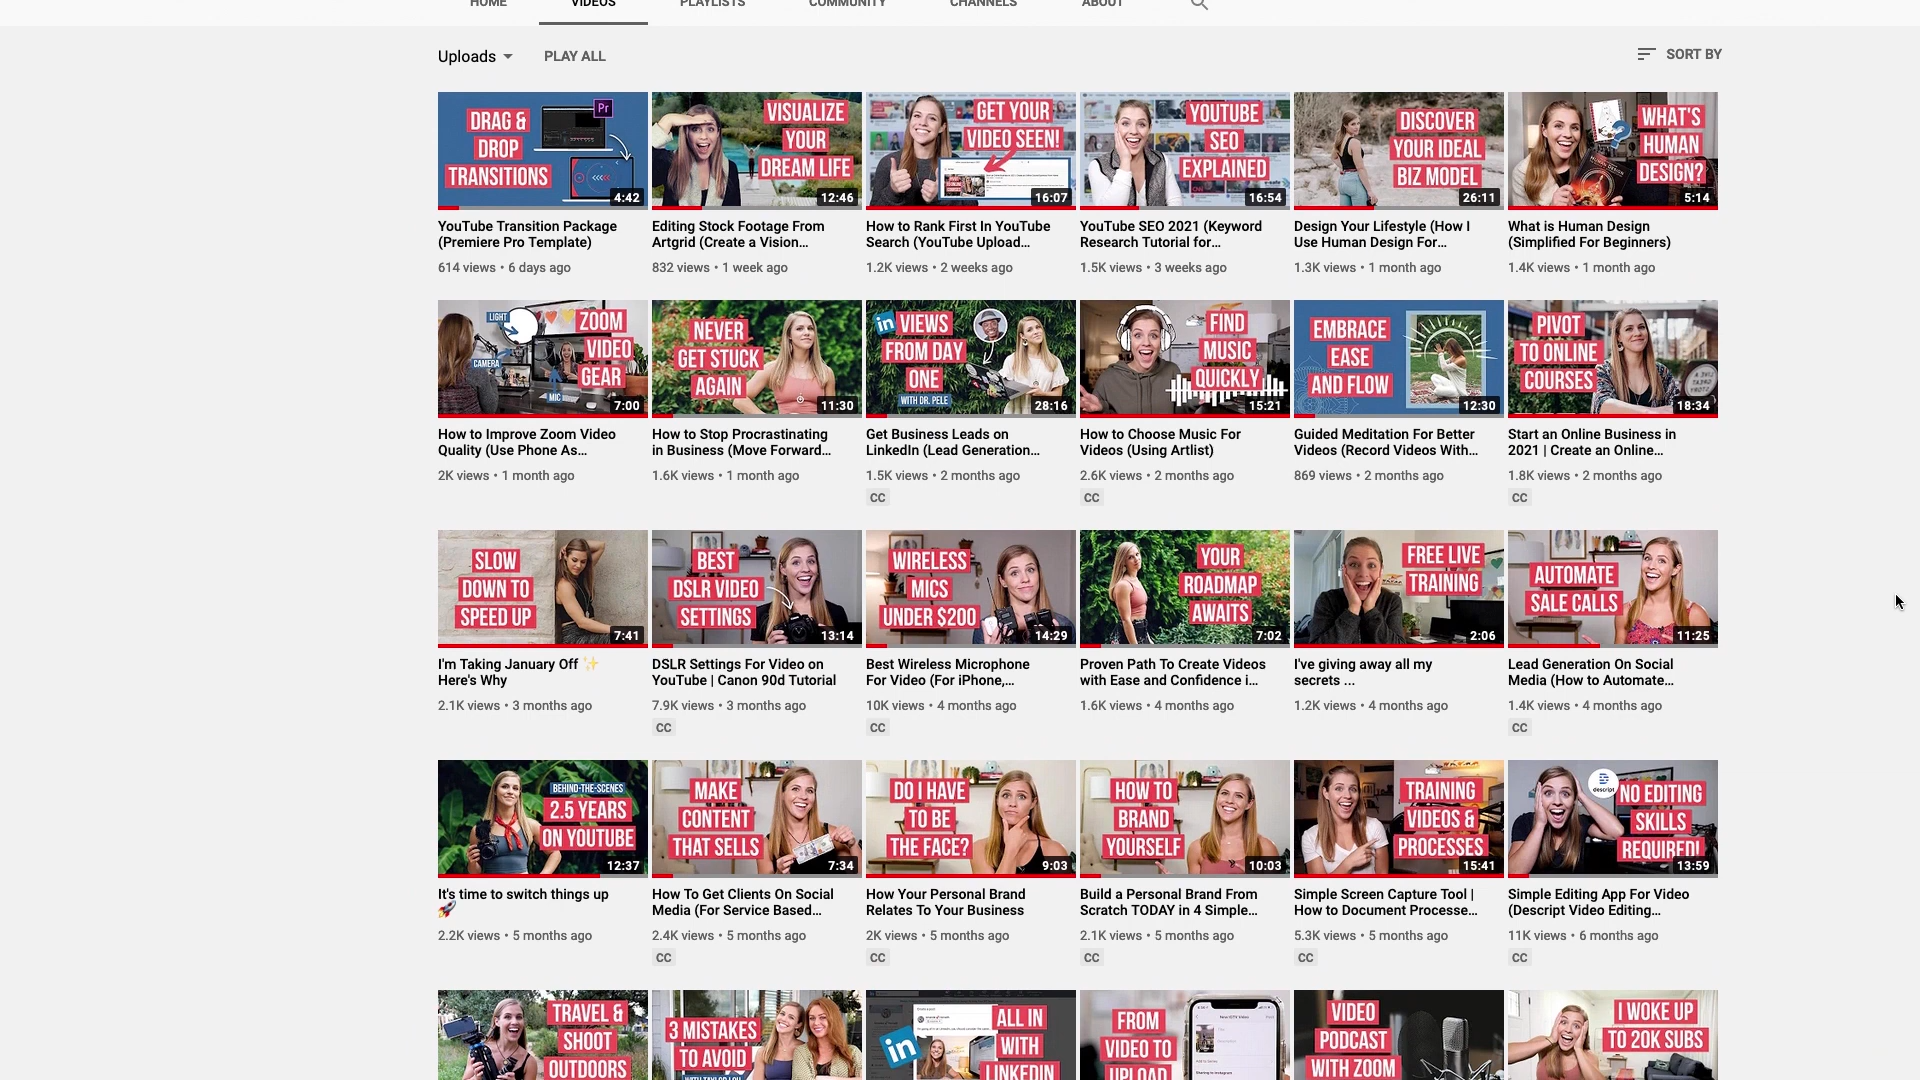 HOME VIDEOS PLAYLISTS COMMUNITY CHANNELS ABOUT
Uploads PLAY ALL SORT BY
DRAG &
DROP
TRANSITIONS
Pr
4:42
YouTube Transition Package
(Premiere Pro Template)
614 views • 6 days ago
VISUALIZE
YOUR
DREAM LIFE
12:46
Editing Stock Footage From
Artgrid (Create a Vision...
832 views • 1 week ago
GET YOUR
VIDEO SEEN!
16:07
How to Rank First In YouTube
Search (YouTube Upload...
1.2K views • 2 weeks ago
YOUTUBE
SEO
EXPLAINED
16:54
YouTube SEO 2021 (Keyword
Research Tutorial for...
1.5K views • 3 weeks ago
DISCOVER
YOUR IDEAL
BIZ MODEL
26:11
Design Your Lifestyle (How I
Use Human Design For...
1.3K views • 1 month ago
WHAT'S
HUMAN
DESIGN?
5:14
What is Human Design
(Simplified For Beginners)
1.4K views • 1 month ago
LIGHT
CAMERA
MIC
ZOOM
VIDEO
GEAR
7:00
How to Improve Zoom Video
Quality (Use Phone As...
2K views • 1 month ago
NEVER
GET STUCK
AGAIN
11:30
How to Stop Procrastinating
in Business (Move Forward...
1.6K views • 1 month ago
in VIEWS
FROM DAY
ONE
WITH DR. PELE
28:16
Get Business Leads on
LinkedIn (Lead Generation...
1.5K views • 2 months ago
CC
FIND
MUSIC
QUICKLY
15:21
How to Choose Music For
Videos (Using Artlist)
2.6K views • 2 months ago
CC
EMBRACE
EASE
AND FLOW
12:30
Guided Meditation For Better
Videos (Record Videos With...
869 views • 2 months ago
PIVOT
TO ONLINE
COURSES
18:34
Start an Online Business in
2021 | Create an Online...
1.8K views • 2 months ago
CC
SLOW
DOWN TO
SPEED UP
7:41
I'm Taking January Off ✨
Here's Why
2.1K views • 3 months ago
BEST
DSLR VIDEO
SETTINGS
13:14
DSLR Settings For Video on
YouTube | Canon 90d Tutorial
7.9K views • 3 months ago
CC
WIRELESS
MICS
UNDER $200
14:29
Best Wireless Microphone
For Video (For iPhone,...
10K views • 4 months ago
CC
YOUR
ROADMAP
AWAITS
7:02
Proven Path To Create Videos
with Ease and Confidence i...
1.6K views • 4 months ago
FREE LIVE
TRAINING
2:06
I've giving away all my
secrets ...
1.2K views • 4 months ago
AUTOMATE
SALE CALLS
11:25
Lead Generation On Social
Media (How to Automate...
1.4K views • 4 months ago
CC
BEHIND-THE-SCENES
2.5 YEARS
ON YOUTUBE
12:37
It's time to switch things up
🚀
2.2K views • 5 months ago
MAKE
CONTENT
THAT SELLS
7:34
How To Get Clients On Social
Media (For Service Based...
2.4K views • 5 months ago
CC
DO I HAVE
TO BE
THE FACE?
9:03
How Your Personal Brand
Relates To Your Business
2K views • 5 months ago
CC
HOW TO
BRAND
YOURSELF
10:03
Build a Personal Brand From
Scratch TODAY in 4 Simple...
2.1K views • 5 months ago
CC
TRAINING
VIDEOS &
PROCESSES
15:41
Simple Screen Capture Tool |
How to Document Processe...
5.3K views • 5 months ago
CC
descript
NO EDITING
SKILLS
REQUIRED!
13:59
Simple Editing App For Video
(Descript Video Editing...
11K views • 6 months ago
CC
TRAVEL &
SHOOT
OUTDOORS
3 MISTAKES
TO AVOID
in
ALL IN
WITH
LINKEDIN
FROM
VIDEO TO
UPLOAD
VIDEO
PODCAST
WITH ZOOM
I WOKE UP
TO 20K SUBS